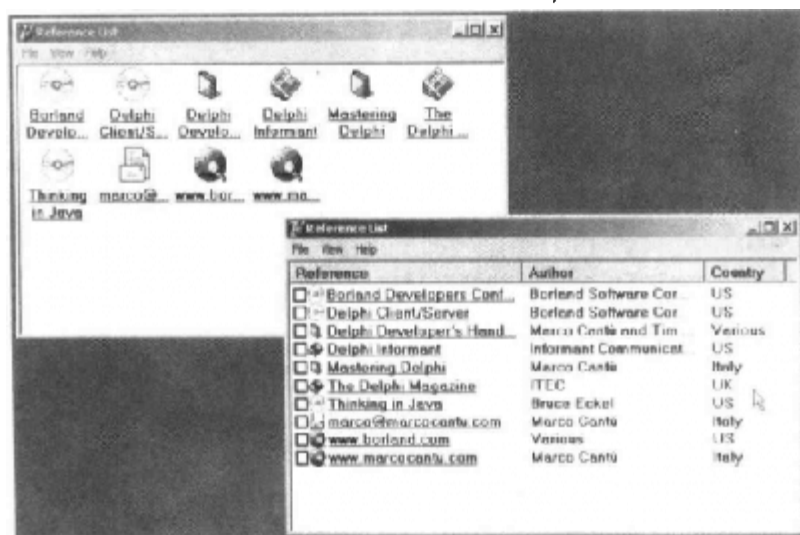 Reference List
File View Help
Borland Delphi Delphi Delphi Mastering The
Develo... Client/S... Develo... Informant Delphi Delphi ...
Thinking marco@... www.bor... www.ma...
in Java
Reference List
File View Help
Reference Author Country
Borland Developers Conf... Borland Software Cor... US
Delphi Client/Server Borland Software Cor... US
Delphi Developer's Hand... Marco Cantù and Tim... Various
Delphi Informant Informant Communicat... US
Mastering Delphi Marco Cantù Italy
The Delphi Magazine ITEC UK
Thinking in Java Bruce Eckel US
marco@marcocantu.com Marco Cantù Italy
www.borland.com Various US
www.marcocantu.com Marco Cantù Italy